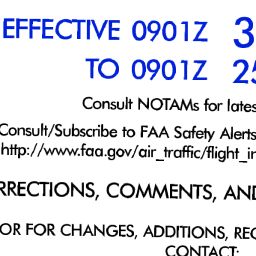 EFFECTIVE 0901Z 3
TO 0901Z 25
Consult NOTAMs for lates
Consult/Subscribe to FAA Safety Alerts
http://www.faa.gov/air_traffic/flight_in
RRECTIONS, COMMENTS, AND
OR FOR CHANGES, ADDITIONS, REC
CONTACT: